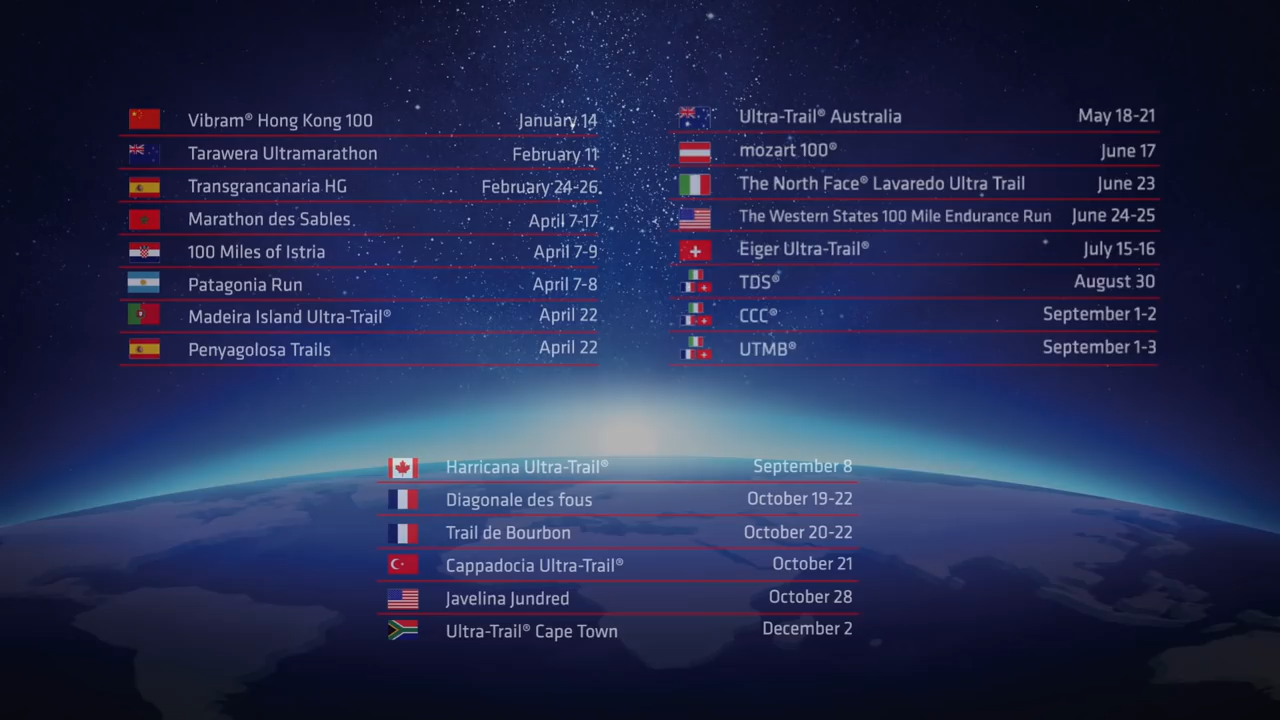 Vibram® Hong Kong 100 January 14
Tarawera Ultramarathon February 11
Transgrancanaria HG February 24-26
Marathon des Sables April 7-17
100 Miles of Istria April 7-9
Patagonia Run April 7-8
Madeira Island Ultra-Trail® April 22
Penyagolosa Trails April 22
Ultra-Trail® Australia May 18-21
mozart 100® June 17
The North Face® Lavaredo Ultra Trail June 23
The Western States 100 Mile Endurance Run June 24-25
Eiger Ultra-Trail® July 15-16
TDS® August 30
CCC® September 1-2
UTMB® September 1-3
Harricana Ultra-Trail® September 8
Diagonale des fous October 19-22
Trail de Bourbon October 20-22
Cappadocia Ultra-Trail® October 21
Javelina Jundred October 28
Ultra-Trail® Cape Town December 2